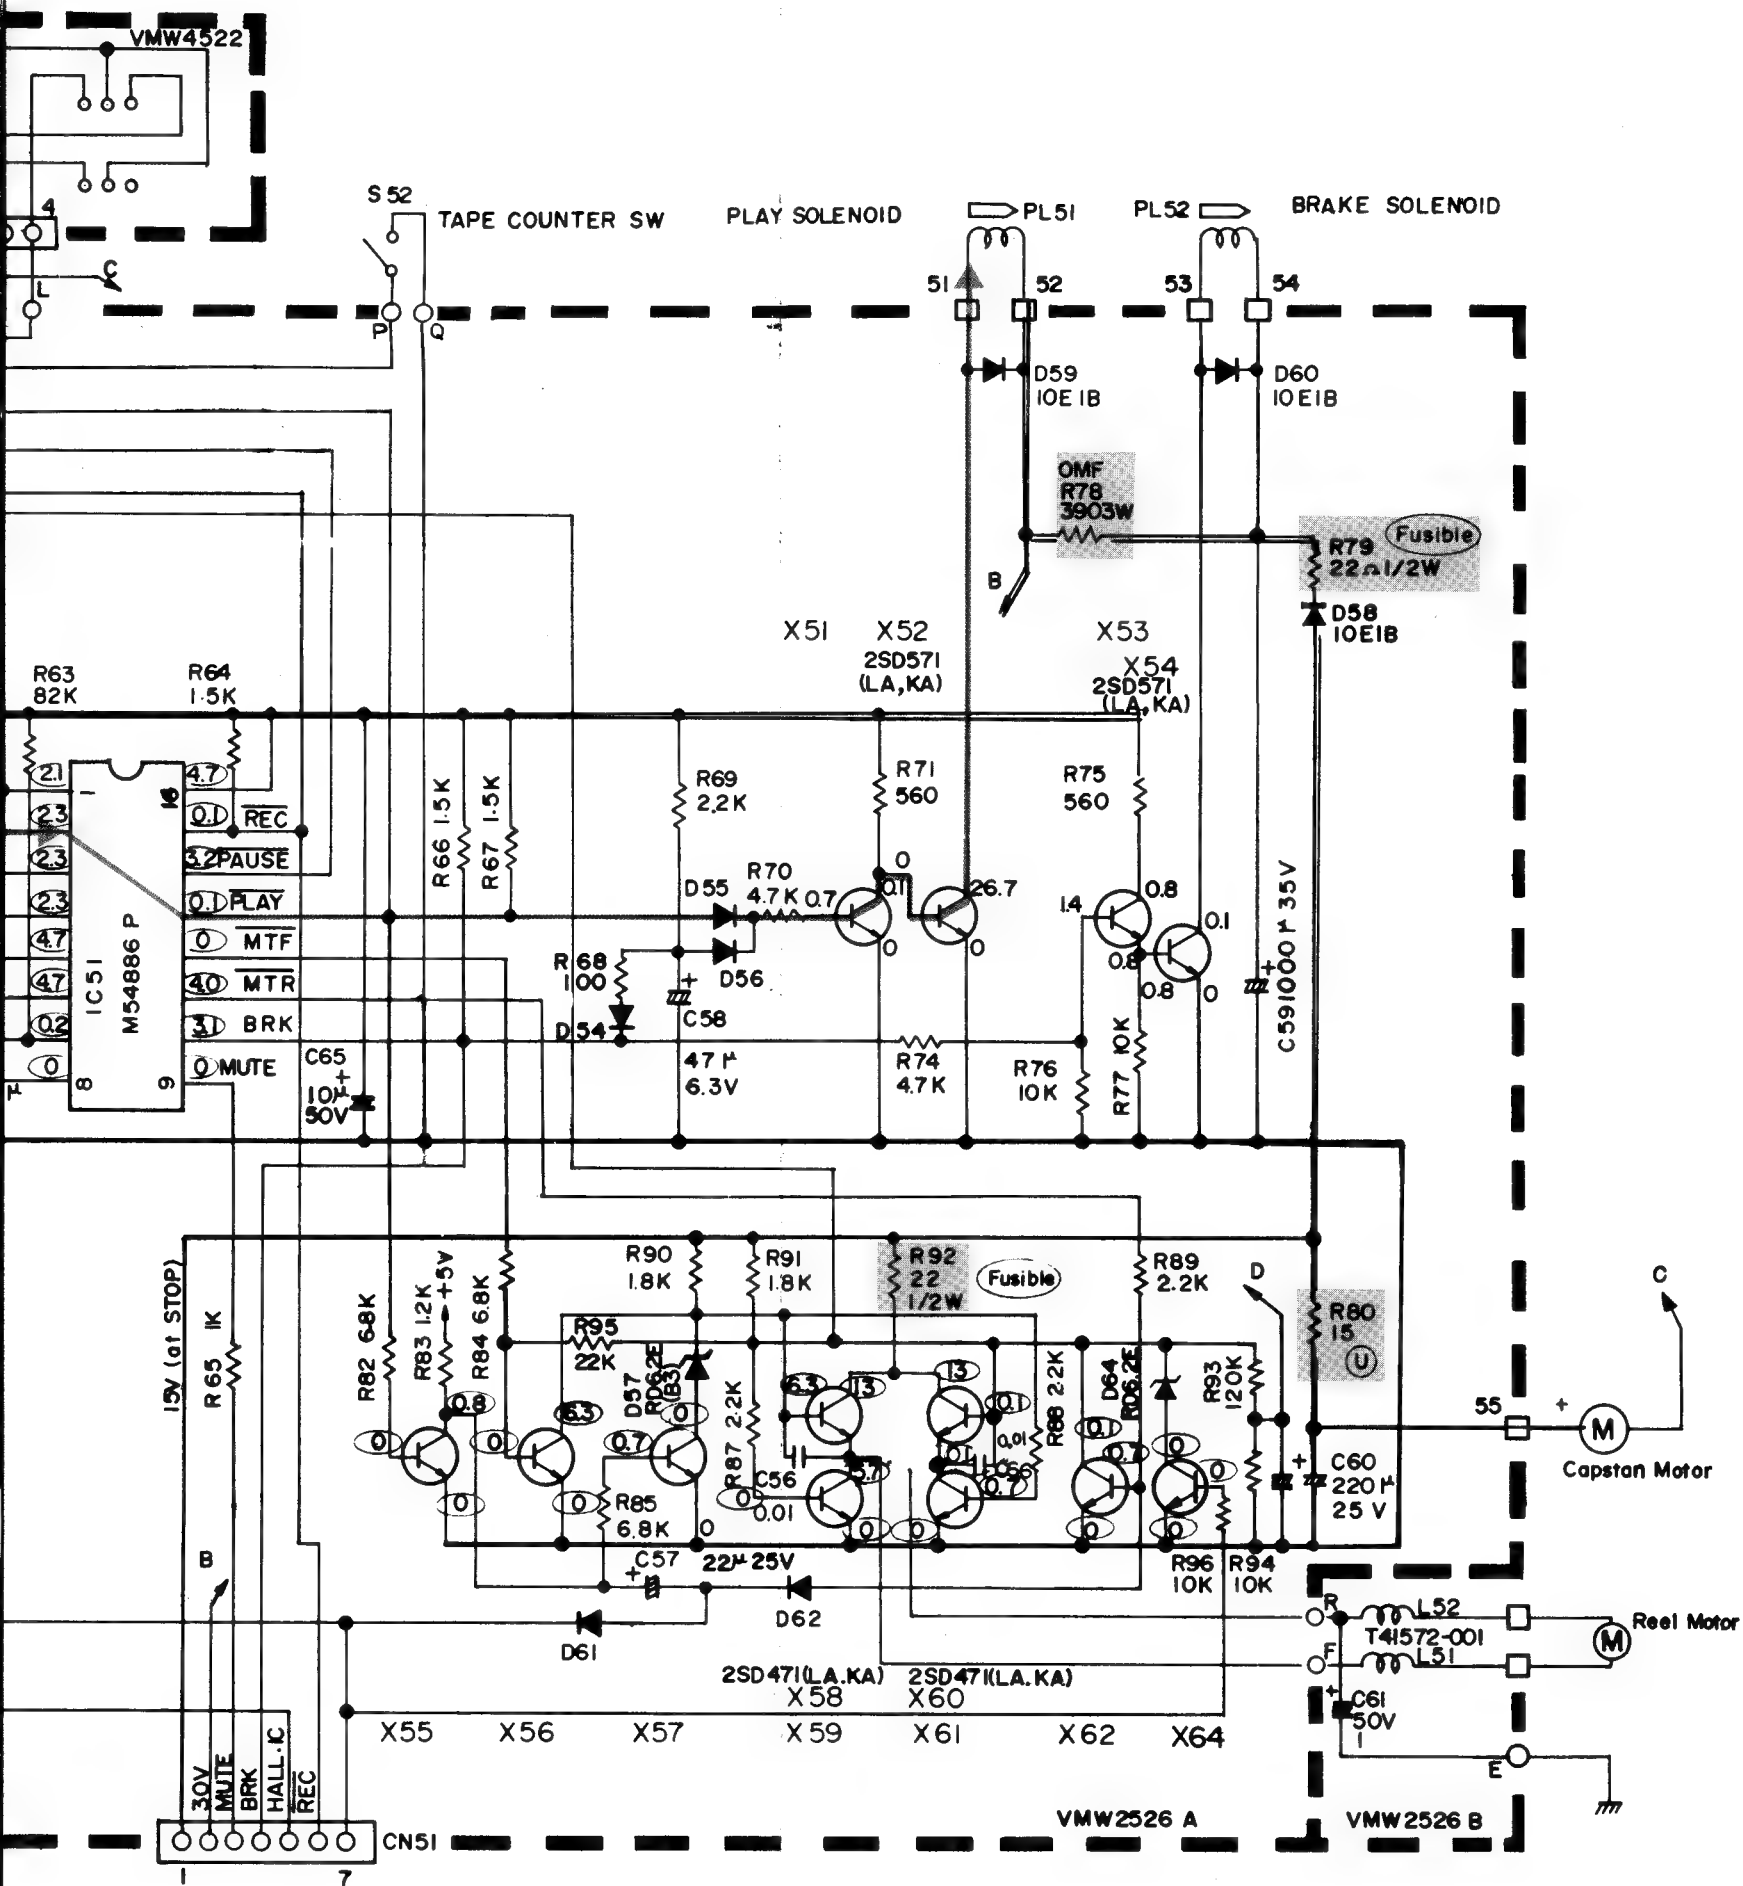 VMW4522
4
C
L
S 52
TAPE COUNTER SW
PLAY SOLENOID
PL51
PL52
BRAKE SOLENOID
51
52
53
54
P
Q
D59
10E1B
D60
10E1B
OMF
R78
3903W
Fusible
R79
22Ω1/2W
B
D58
10E1B
X51
X52
2SD571
(LA,KA)
X53
X54
2SD571
(LA,KA)
R63
82K
R64
1.5K
2.1
4.7
1
16
2.3
0.1
REC
2.3
3.2
PAUSE
2.3
0.1
PLAY
4.7
0
MTF
4.7
4.0
MTR
0.2
3.1
BRK
0
0
MUTE
8
9
μ
IC51
M54886P
R66 1.5K
R67 1.5K
R69
2.2K
R71
560
R75
560
D55
R70
4.7K
0.7
0
0.1
0
26.7
0
R68
100
D56
D54
C58
47μ
6.3V
1.4
0.8
0.8
0.8
0.1
0
R74
4.7K
R76
10K
R77 10K
C59 1000μ 35V
C65
+
10μ
50V
15V (at STOP)
R65 1K
R82 6.8K
R83 1.2K
+5V
R84 6.8K
R90
1.8K
R91
1.8K
R92
22
1/2W
Fusible
R89
2.2K
D
R80
15
U
C
R95
22K
D57
RD6.2E
(B3)
R87 2.2K
R88 2.2K
D64
RD6.2E
R93
120K
0.8
0
0
0
6.3
0
0.7
0
0
6.3
13
13
0.1
0.01
0.1
5.7
0.7
0
0
0
C56
0.01
0.1
0.7
0
0
0
0
R85
6.8K
55
+
M
Capstan Motor
C60
220μ
25 V
B
C57
22μ 25V
D62
D61
R96
10K
R94
10K
R
L52
T41572-001
F
L51
M
Reel Motor
2SD471(LA.KA)
2SD471(LA.KA)
X58
X60
X55
X56
X57
X59
X61
X62
X64
C61
50V
1
E
30V
MUTE
BRK
HALL.IC
REC
CN51
1
7
VMW2526 A
VMW2526 B